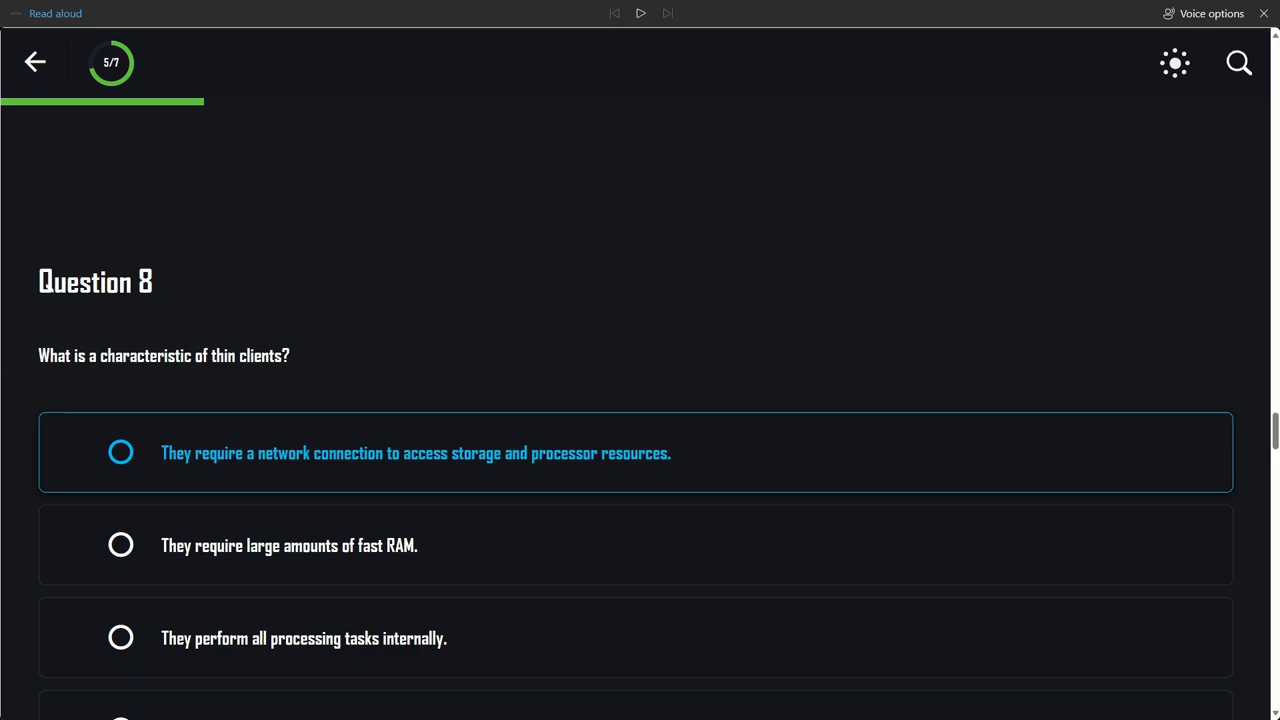 Read aloud
Voice options
5/7
Question 8
What is a characteristic of thin clients?
They require a network connection to access storage and processor resources.
They require large amounts of fast RAM.
They perform all processing tasks internally.